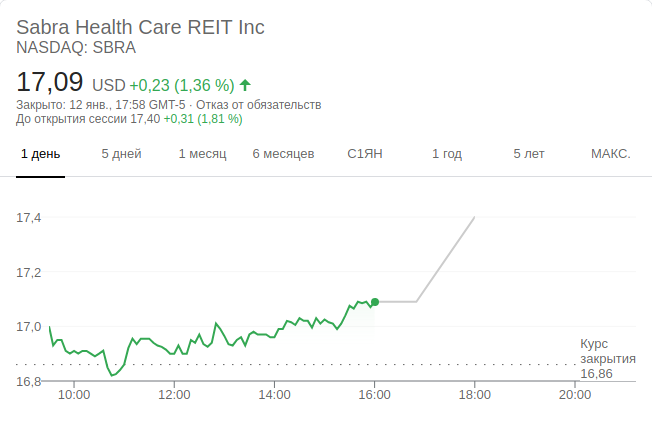 Sabra Health Care REIT Inc
NASDAQ: SBRA
17,09 USD +0,23 (1,36 %)
Закрыто: 12 янв., 17:58 GMT-5 · Отказ от обязательств
До открытия сессии 17,40 +0,31 (1,81 %)
1 день 5 дней 1 месяц 6 месяцев С1ЯН 1 год 5 лет МАКС.
17,4
17,2
17,0
Курс
закрытия
16,86
16,8
10:00 12:00 14:00 16:00 18:00 20:00